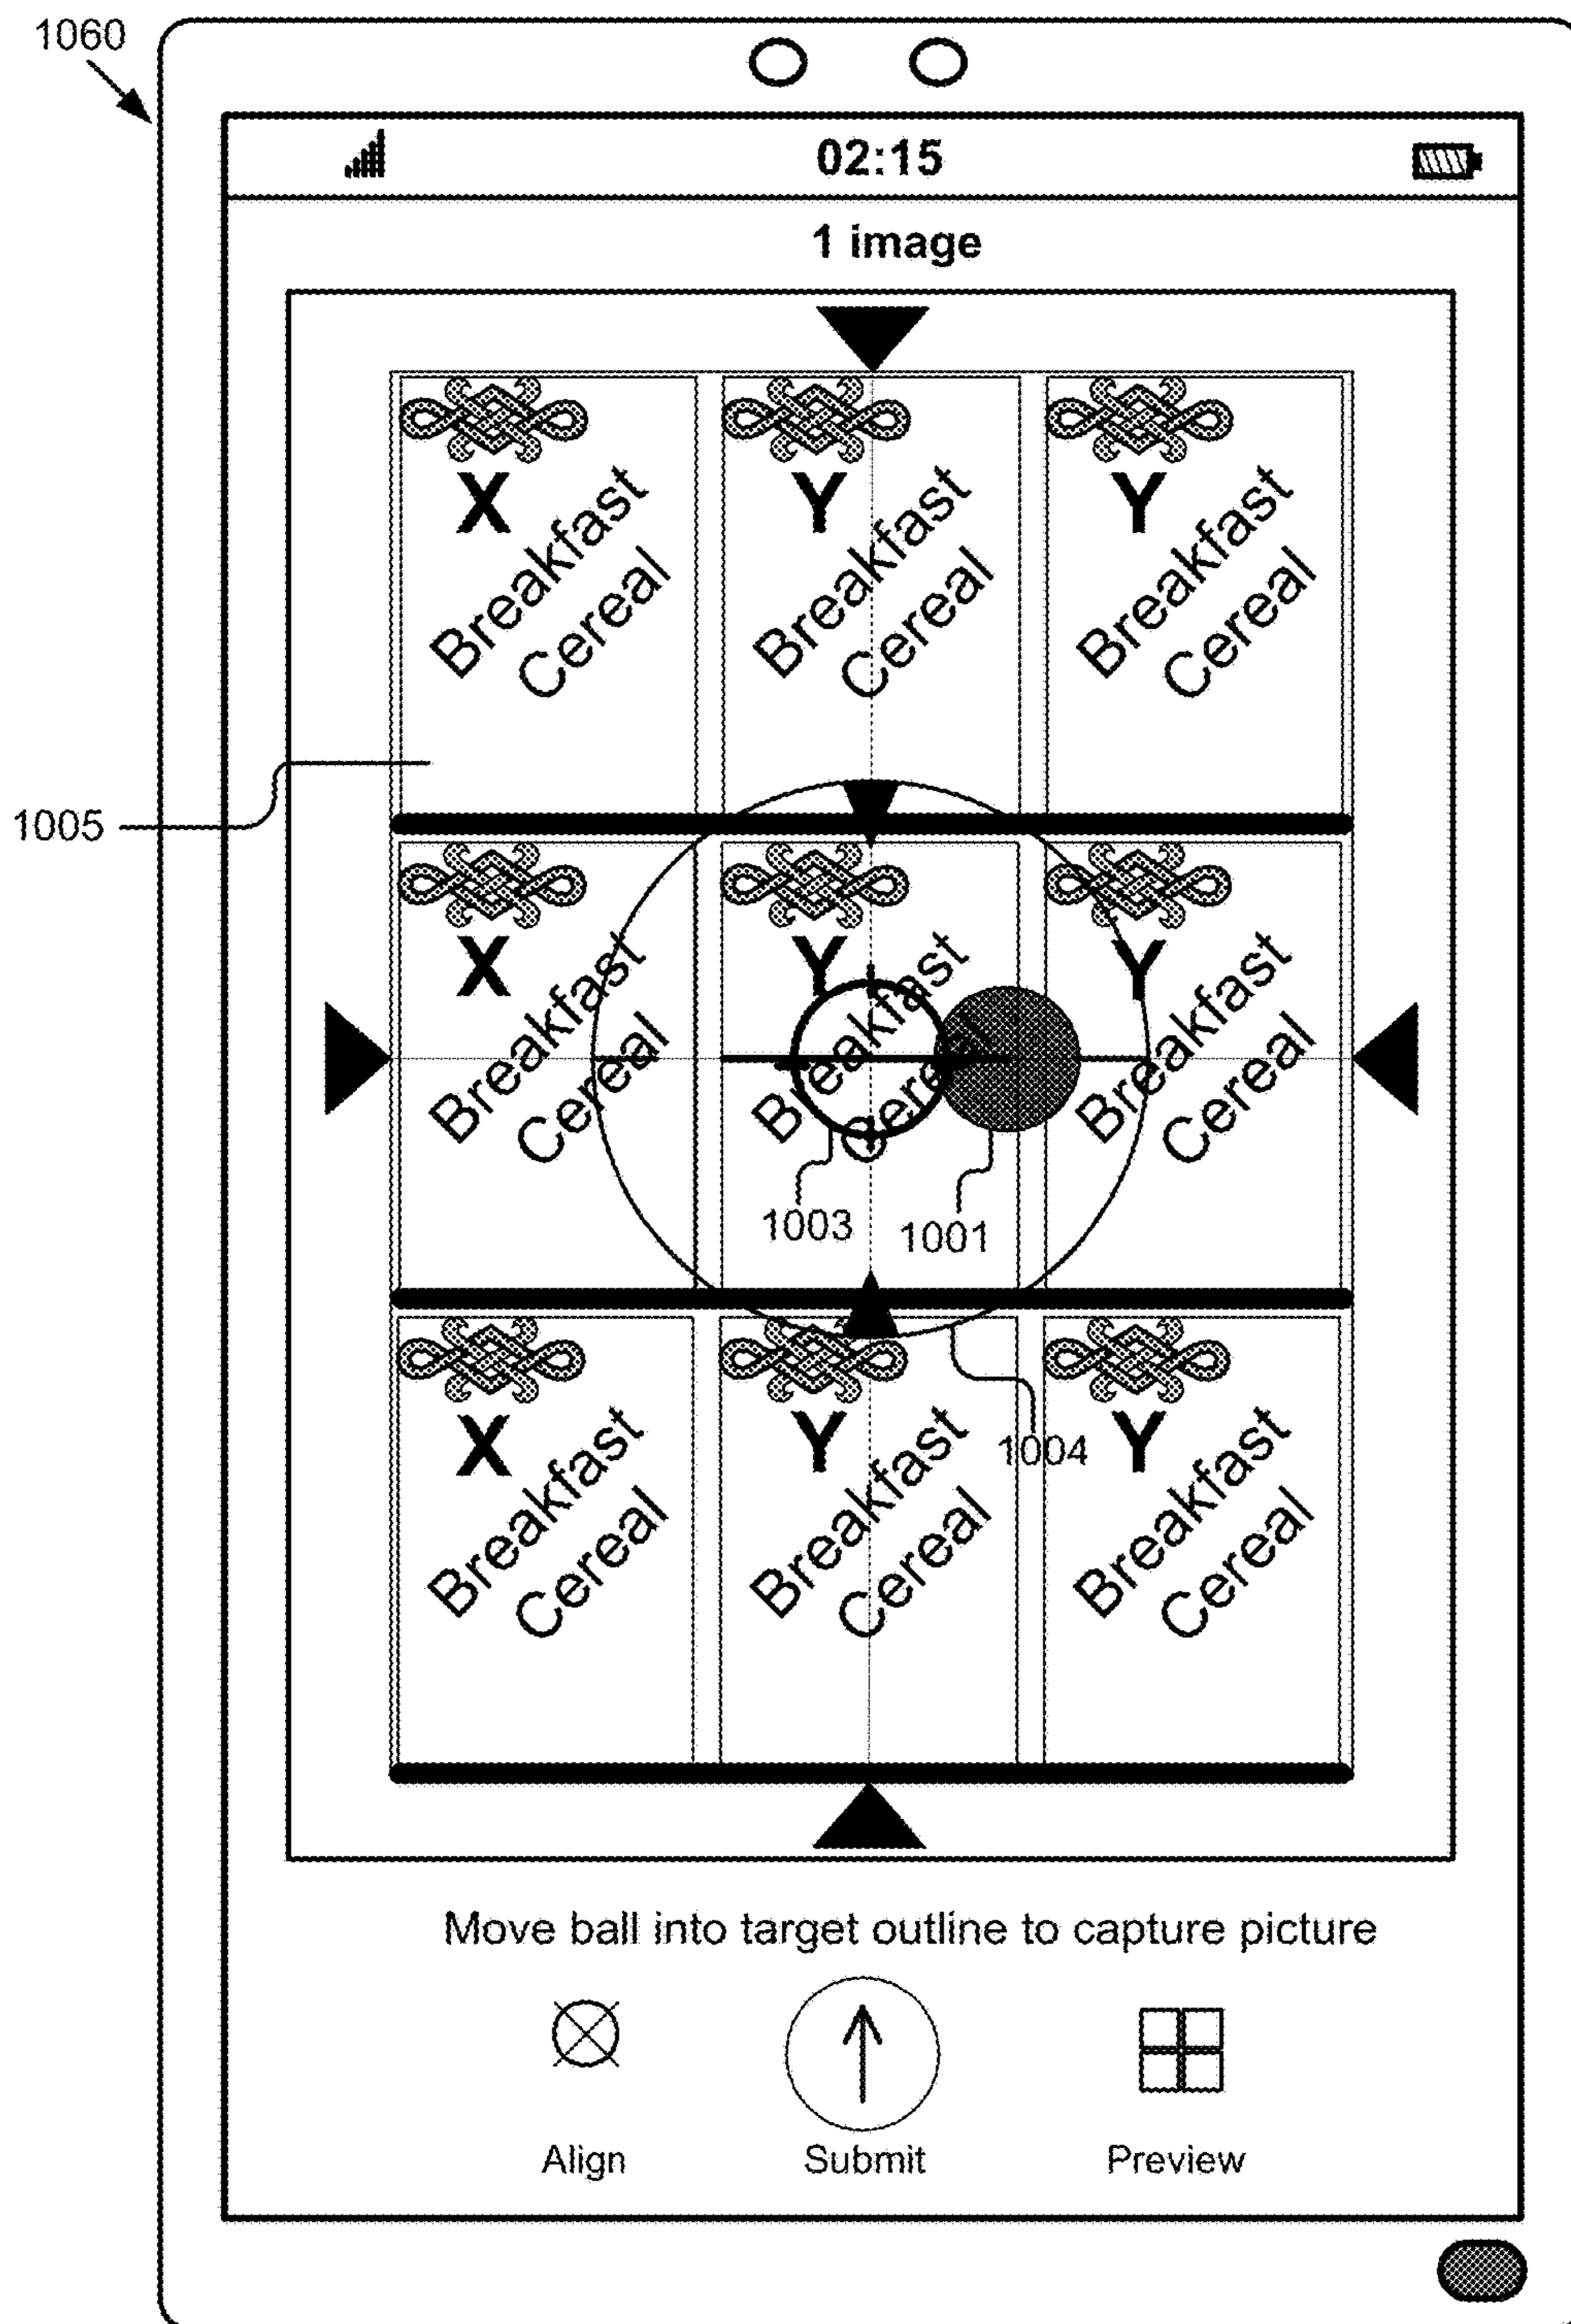 1060
02:15
1 image
X
Breakfast
Cereal
Y
Breakfast
Cereal
Y
Breakfast
Cereal
1005
X
Breakfast
Cereal
Y
Breakfast
Cereal
Y
Breakfast
Cereal
1003
1001
X
Breakfast
Cereal
Y
Breakfast
Cereal
1004
Y
Breakfast
Cereal
Move ball into target outline to capture picture
Align
Submit
Preview